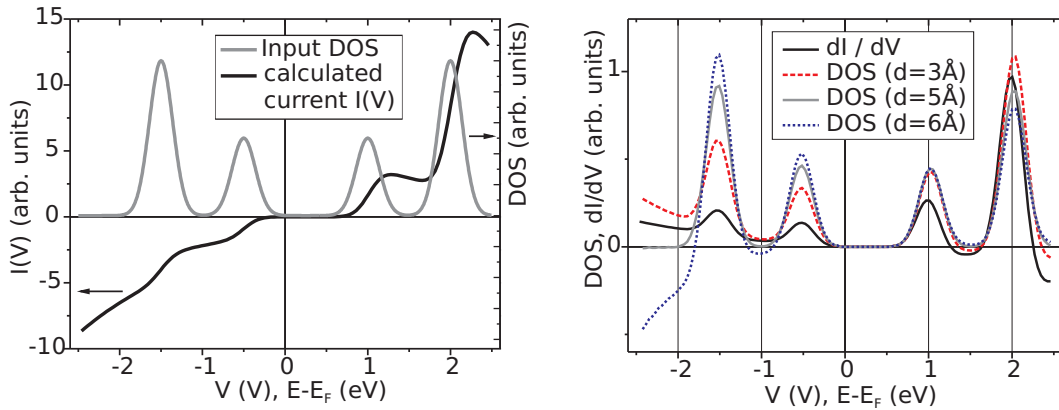 15
10
5
0
-5
-10
I(V) (arb. units)
Input DOS
calculated
current I(V)
DOS (arb. units)
-2
-1
0
1
2
V (V), E-E_F (eV)
1
0
DOS, dI/dV (arb. units)
dI / dV
DOS (d=3Å)
DOS (d=5Å)
DOS (d=6Å)
-2
-1
0
1
2
V (V), E-E_F (eV)